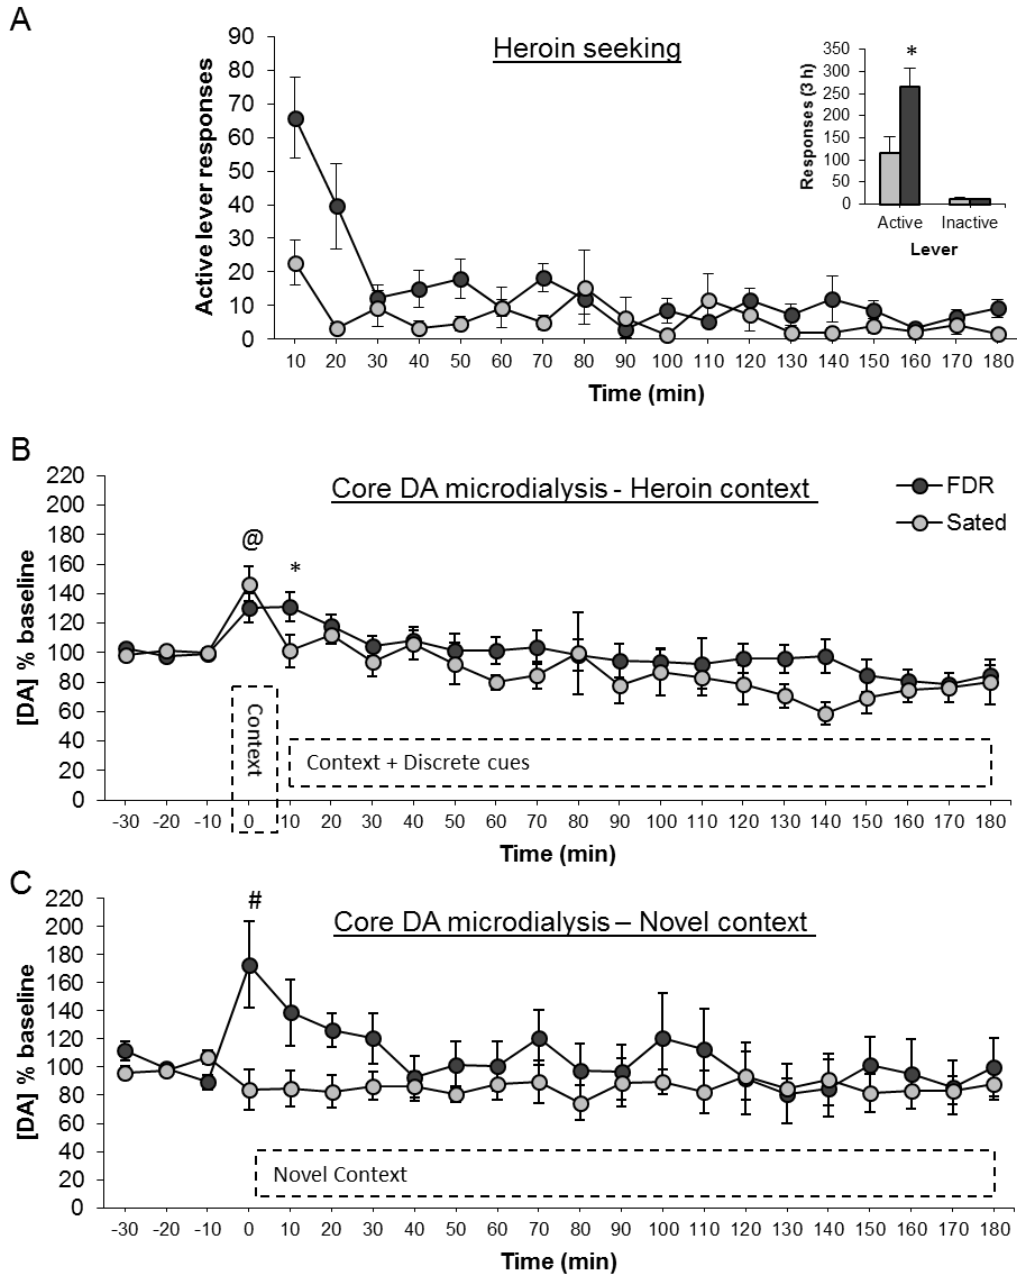 A
Heroin seeking
Active lever responses
90
80
70
60
50
40
30
20
10
0
10 20 30 40 50 60 70 80 90 100 110 120 130 140 150 160 170 180
Time (min)
Responses (3 h)
350
300
250
200
150
100
50
0
*
Active Inactive
Lever
B
Core DA microdialysis - Heroin context
FDR
Sated
[DA] % baseline
220
200
180
160
140
120
100
80
60
40
20
0
@
*
Context
Context + Discrete cues
-30 -20 -10 0 10 20 30 40 50 60 70 80 90 100 110 120 130 140 150 160 170 180
Time (min)
C
Core DA microdialysis – Novel context
[DA] % baseline
220
200
180
160
140
120
100
80
60
40
20
0
#
Novel Context
-30 -20 -10 0 10 20 30 40 50 60 70 80 90 100 110 120 130 140 150 160 170 180
Time (min)